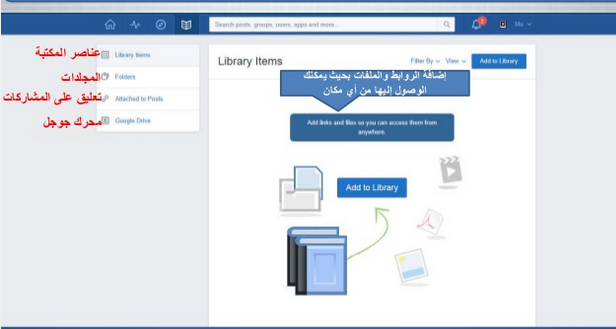 Search posts, groups, users, apps and more...
2
Me
عناصر المكتبة
Library Items
المجلدات
Folders
تعليق على المشاركات
Attached to Posts
محرك جوجل
Google Drive
Library Items
Filter By
View
Add to Library
إضافة الروابط والملفات بحيث يمكنك
الوصول إليها من أي مكان
Add links and files so you can access them from
anywhere.
Add to Library